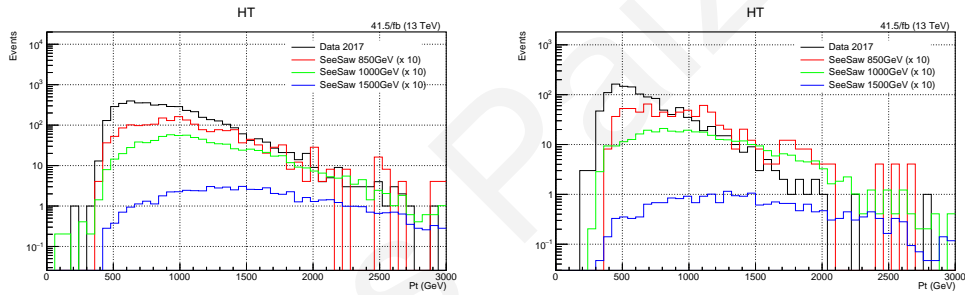 HT
41.5/fb (13 TeV)
Events
10⁴
10³
10²
10
1
10⁻¹
Data 2017
SeeSaw 850GeV (x 10)
SeeSaw 1000GeV (x 10)
SeeSaw 1500GeV (x 10)
0 500 1000 1500 2000 2500 3000
Pt (GeV)
HT
41.5/fb (13 TeV)
Events
10³
10²
10
1
10⁻¹
Data 2017
SeeSaw 850GeV (x 10)
SeeSaw 1000GeV (x 10)
SeeSaw 1500GeV (x 10)
0 500 1000 1500 2000 2500 3000
Pt (GeV)